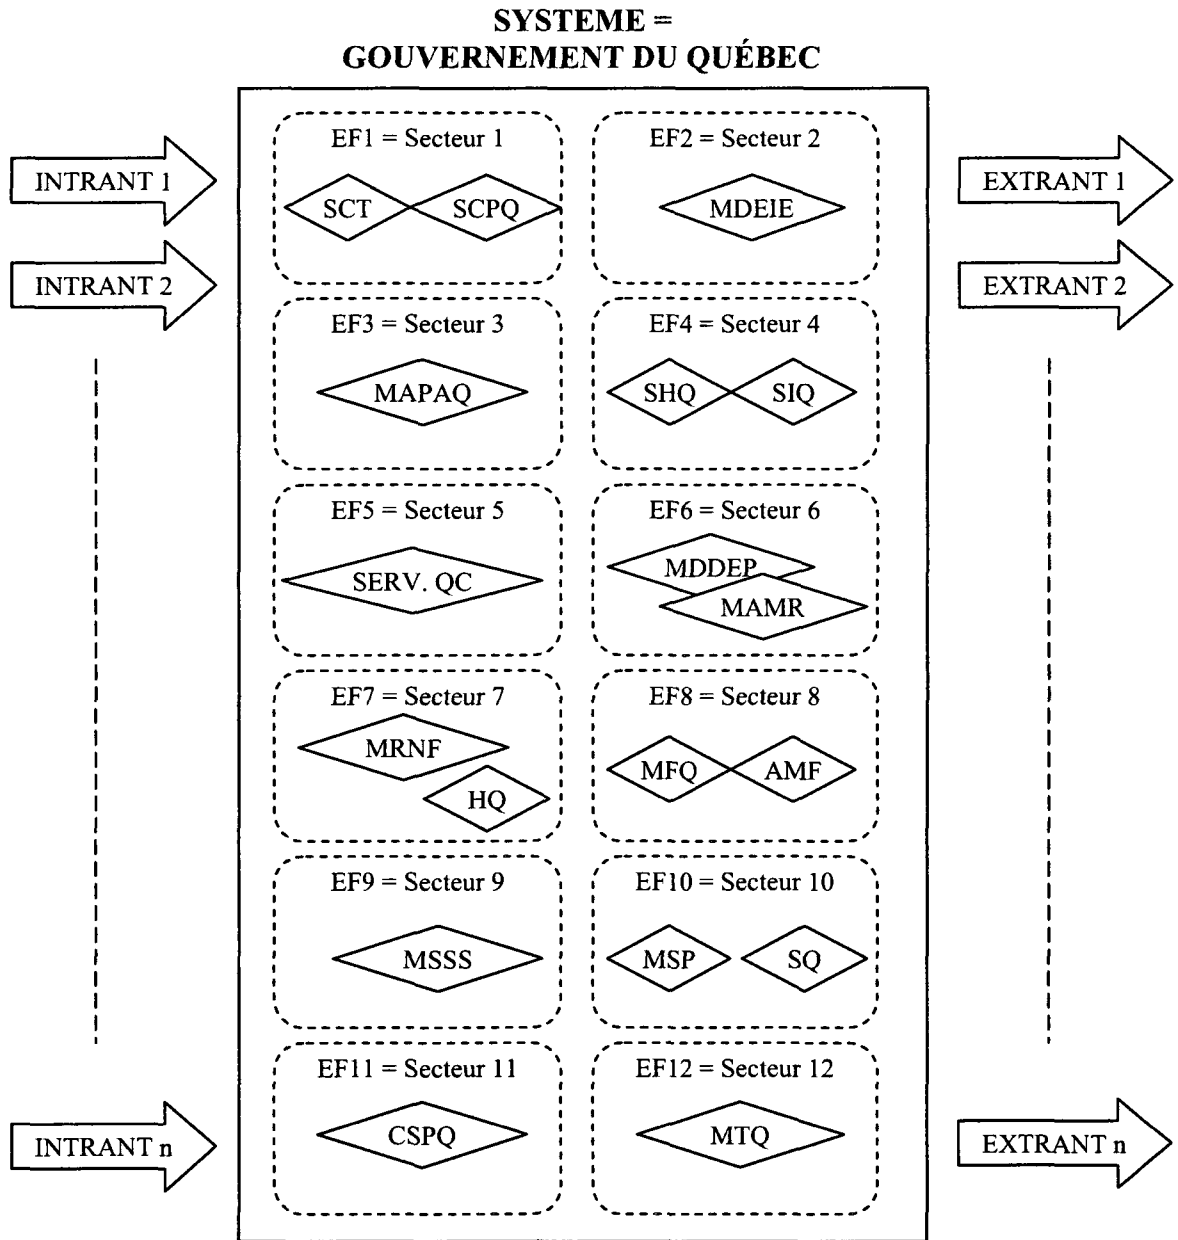 SYSTEME =
GOUVERNEMENT DU QUÉBEC
INTRANT 1
INTRANT 2
INTRANT n
EF1 = Secteur 1
SCT
SCPQ
EF2 = Secteur 2
MDEIE
EF3 = Secteur 3
MAPAQ
EF4 = Secteur 4
SHQ
SIQ
EF5 = Secteur 5
SERV. QC
EF6 = Secteur 6
MDDEP
MAMR
EF7 = Secteur 7
MRNF
HQ
EF8 = Secteur 8
MFQ
AMF
EF9 = Secteur 9
MSSS
EF10 = Secteur 10
MSP
SQ
EF11 = Secteur 11
CSPQ
EF12 = Secteur 12
MTQ
EXTRANT 1
EXTRANT 2
EXTRANT n